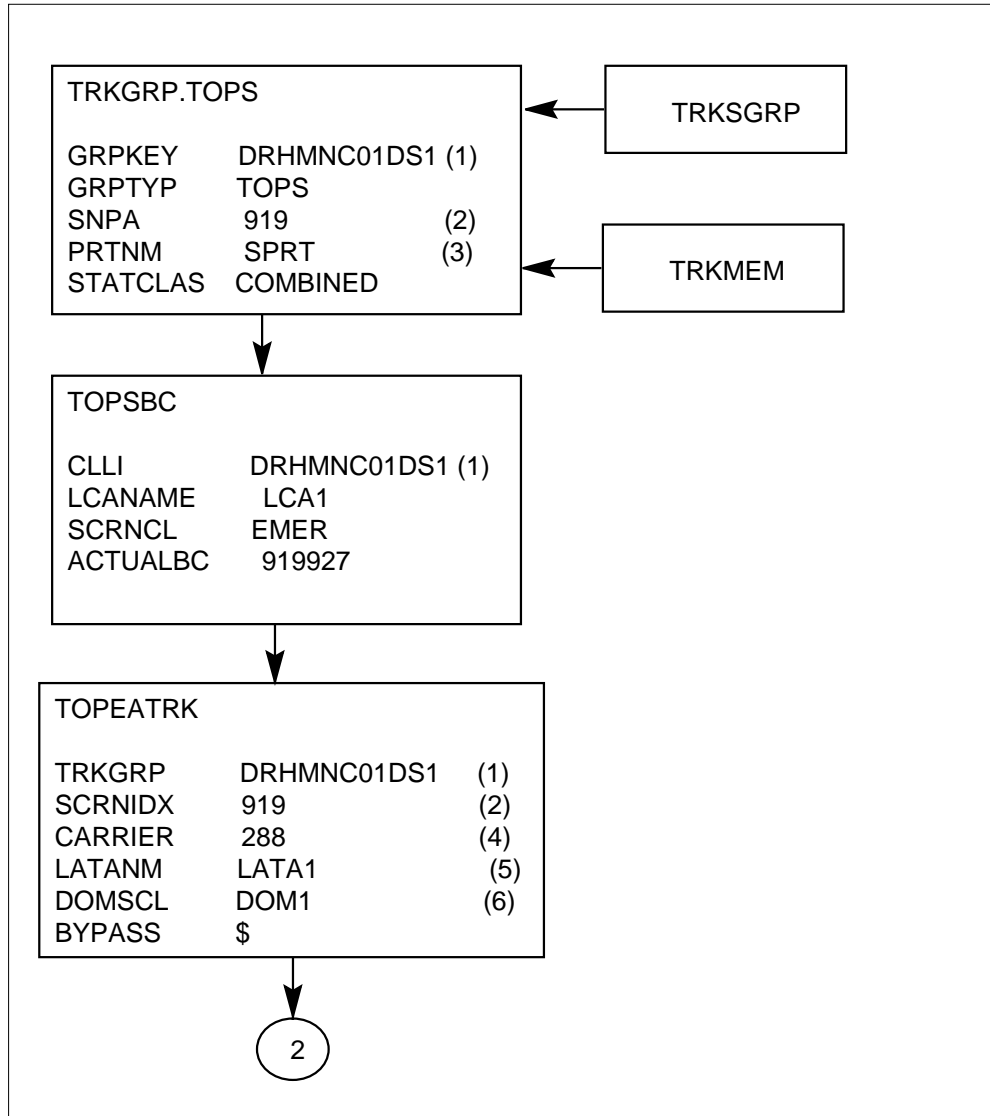 TRKGRP.TOPS
GRPKEY DRHMNC01DS1 (1)
GRPTYP TOPS
SNPA 919 (2)
PRTNM SPRT (3)
STATCLAS COMBINED
TRKSGRP
TRKMEM
TOPSBC
CLLI DRHMNC01DS1 (1)
LCANAME LCA1
SCRNCL EMER
ACTUALBC 919927
TOPEATRK
TRKGRP DRHMNC01DS1 (1)
SCRNIDX 919 (2)
CARRIER 288 (4)
LATANM LATA1 (5)
DOMSCL DOM1 (6)
BYPASS $
2